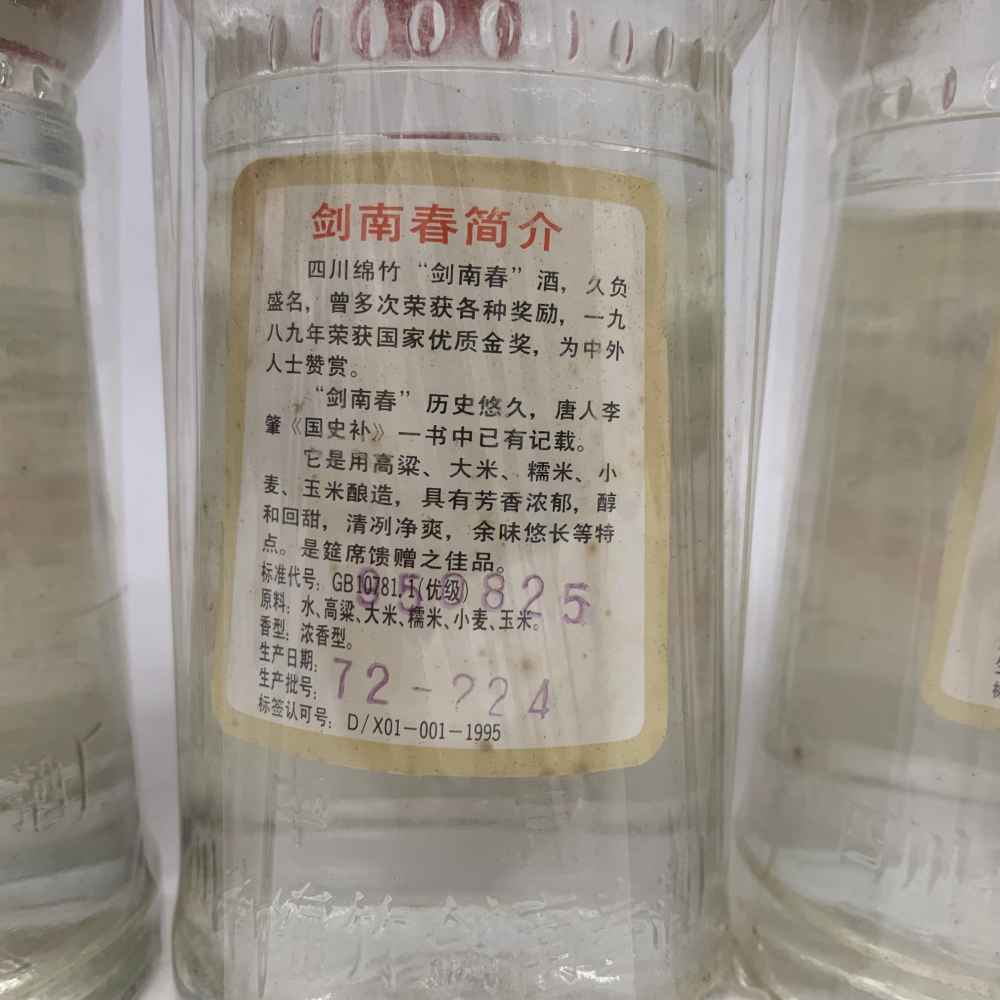 剑南春简介
四川绵竹“剑南春”酒，久负
盛名，曾多次荣获各种奖励，一九
八九年荣获国家优质金奖，为中外
人士赞赏。
“剑南春”历史悠久，唐人李
肇《国史补》一书中已有记载。
它是用高粱、大米、糯米、小
麦、玉米酿造，具有芳香浓郁，醇
和回甜，清冽净爽，余味悠长等特
点。是筵席馈赠之佳品。
标准代号：GB10781.1(优级)
原料：水、高粱、大米、糯米、小麦、玉米。
香型：浓香型。
生产日期：
生产批号：72-224
标签认可号：D/X01-001-1995